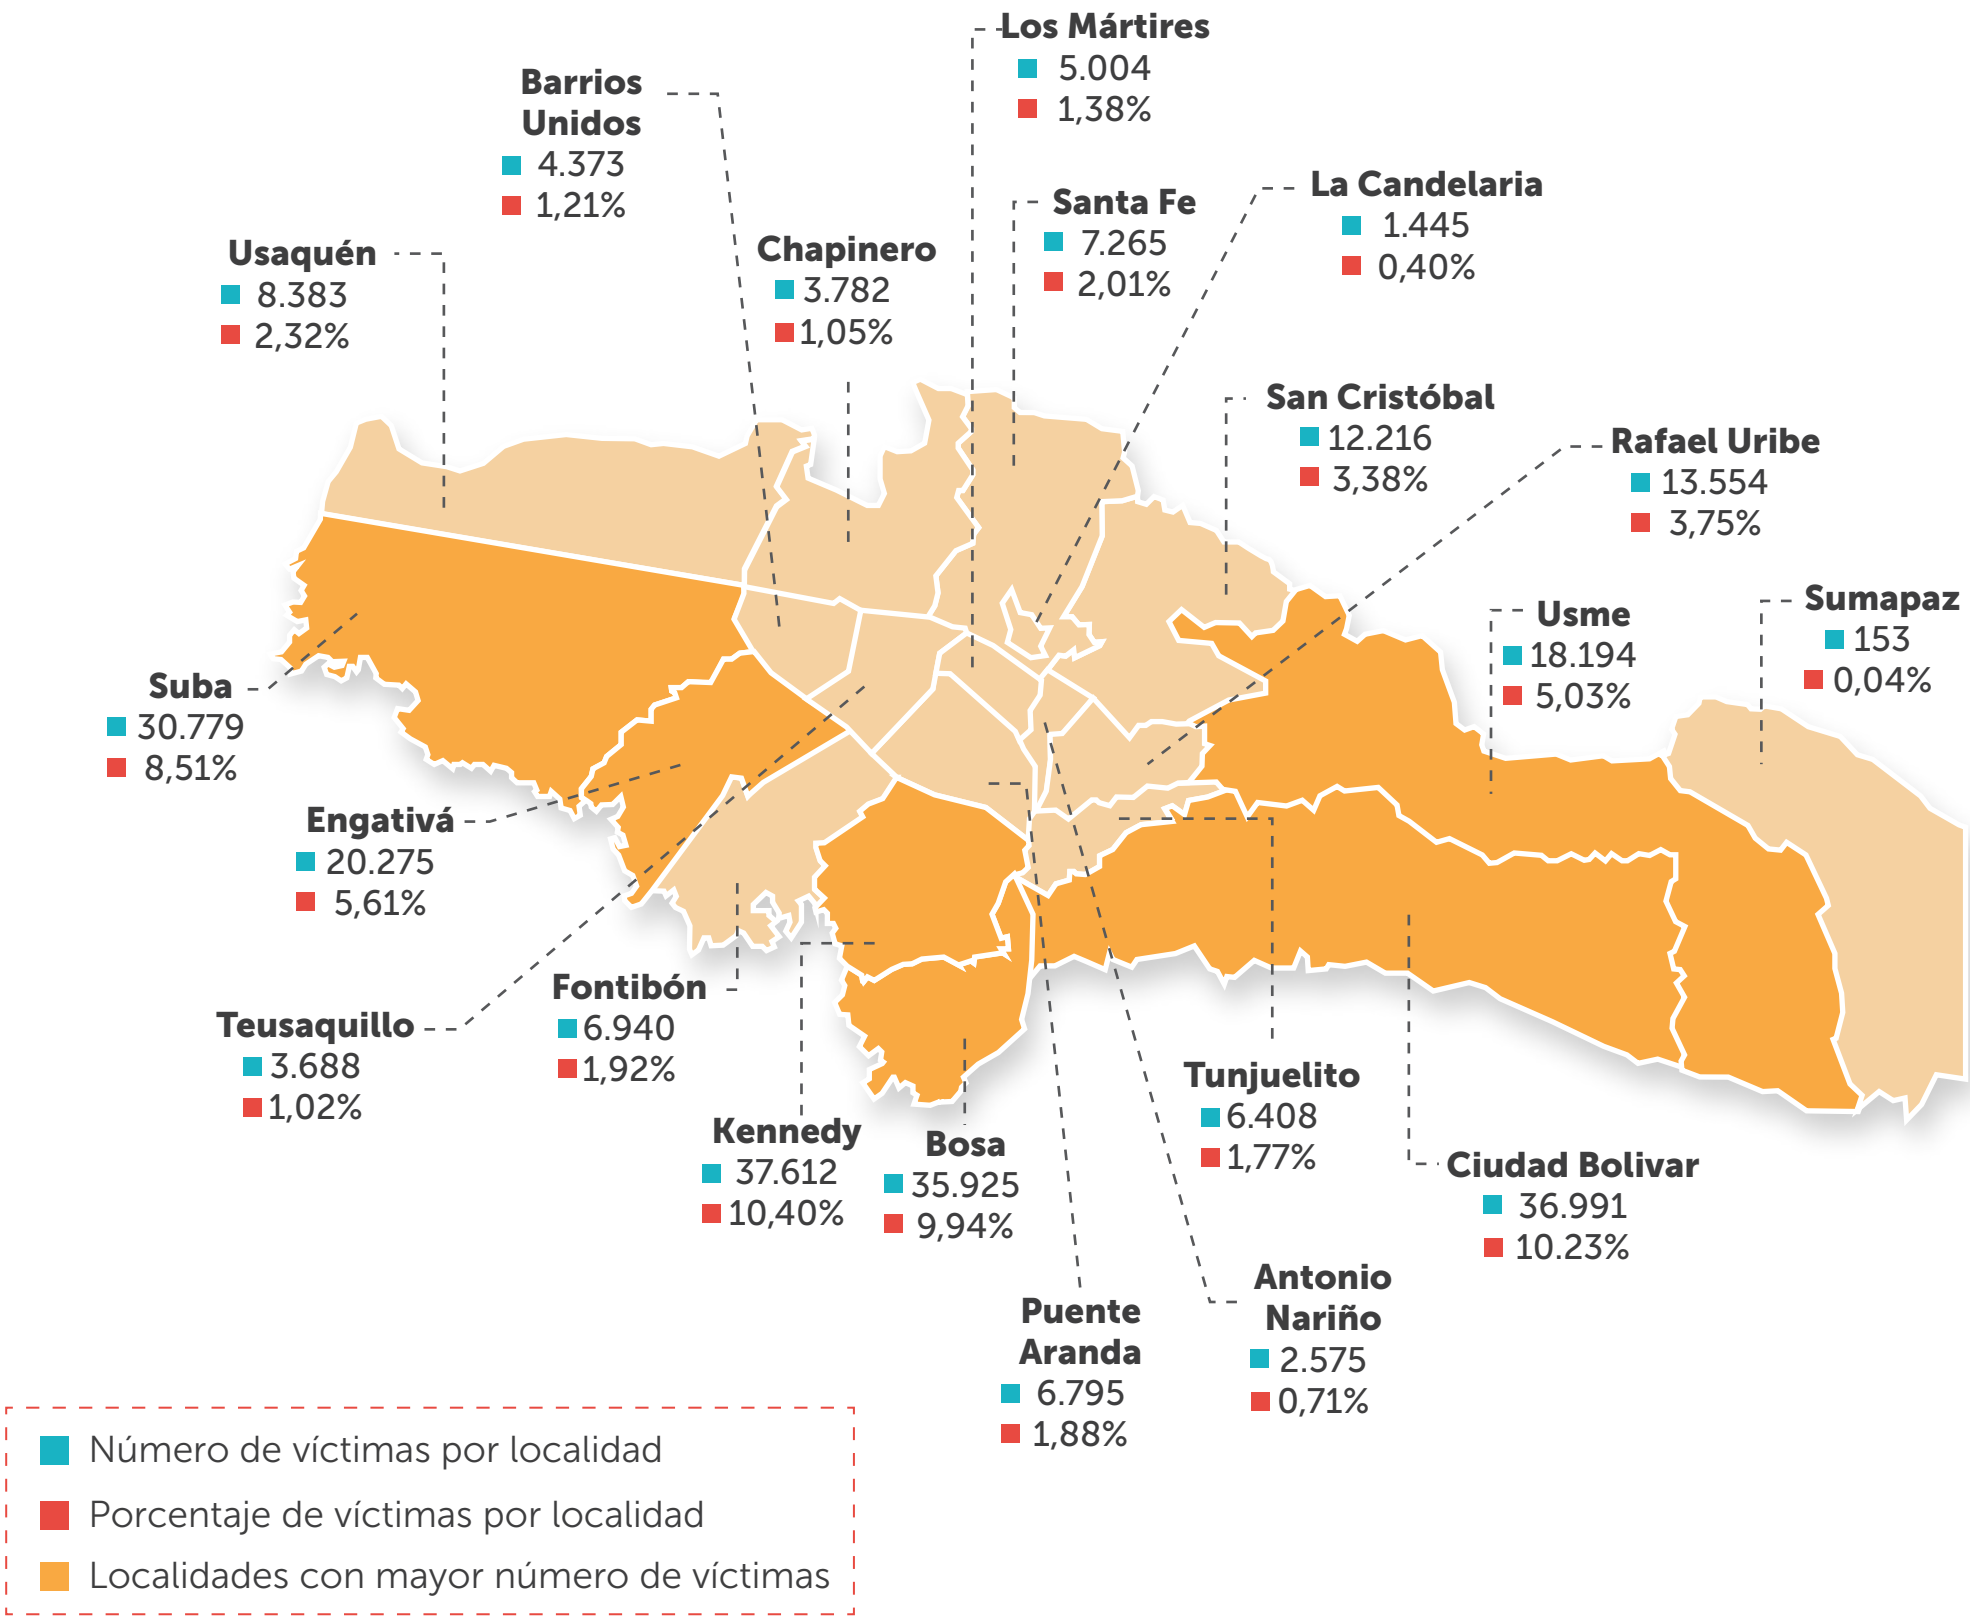 Los Mártires
5.004
1,38%
Barrios
Unidos
4.373
1,21%
La Candelaria
1.445
0,40%
Santa Fe
7.265
2,01%
Chapinero
3.782
1,05%
Usaquén
8.383
2,32%
San Cristóbal
12.216
3,38%
Rafael Uribe
13.554
3,75%
Sumapaz
153
0,04%
Usme
18.194
5,03%
Suba
30.779
8,51%
Engativá
20.275
5,61%
Fontibón
6.940
1,92%
Teusaquillo
3.688
1,02%
Kennedy
37.612
10,40%
Bosa
35.925
9,94%
Tunjuelito
6.408
1,77%
Ciudad Bolivar
36.991
10.23%
Puente
Aranda
6.795
1,88%
Antonio
Nariño
2.575
0,71%
Número de víctimas por localidad
Porcentaje de víctimas por localidad
Localidades con mayor número de víctimas